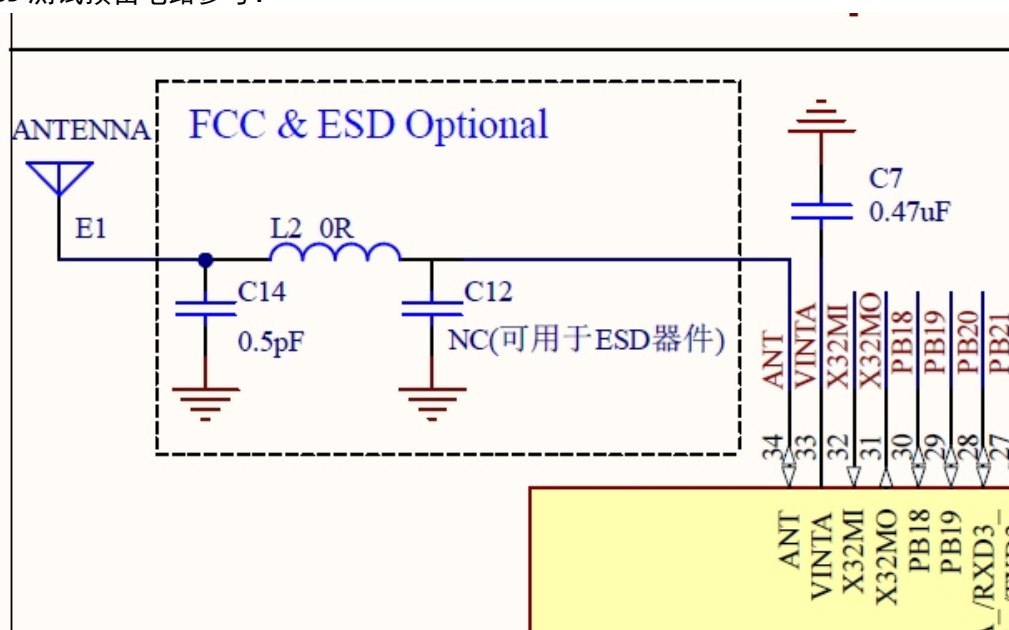 FCC & ESD Optional
ANTENNA
E1
L2 0R
C14
0.5pF
C12
NC(可用于ESD器件)
C7
0.47uF
ANT
VINTA
X32MI
X32MO
PB18
PB19
PB20
PB21
34
33
32
31
30
29
28
27
ANT
VINTA
X32MI
X32MO
PB18
PB19